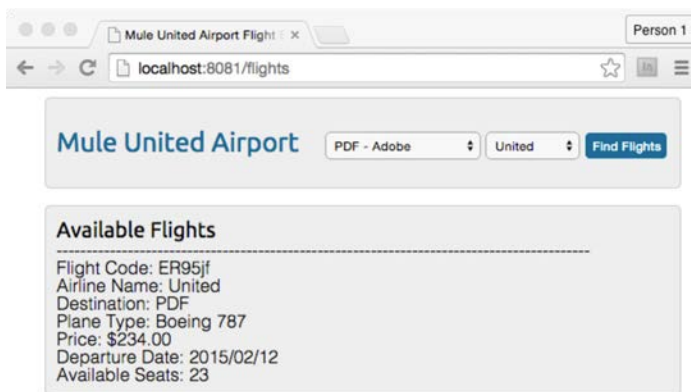 Mule United Airport Flight
Person 1
localhost:8081/flights
Mule United Airport
PDF - Adobe
United
Find Flights
Available Flights
Flight Code: ER95jf
Airline Name: United
Destination: PDF
Plane Type: Boeing 787
Price: $234.00
Departure Date: 2015/02/12
Available Seats: 23